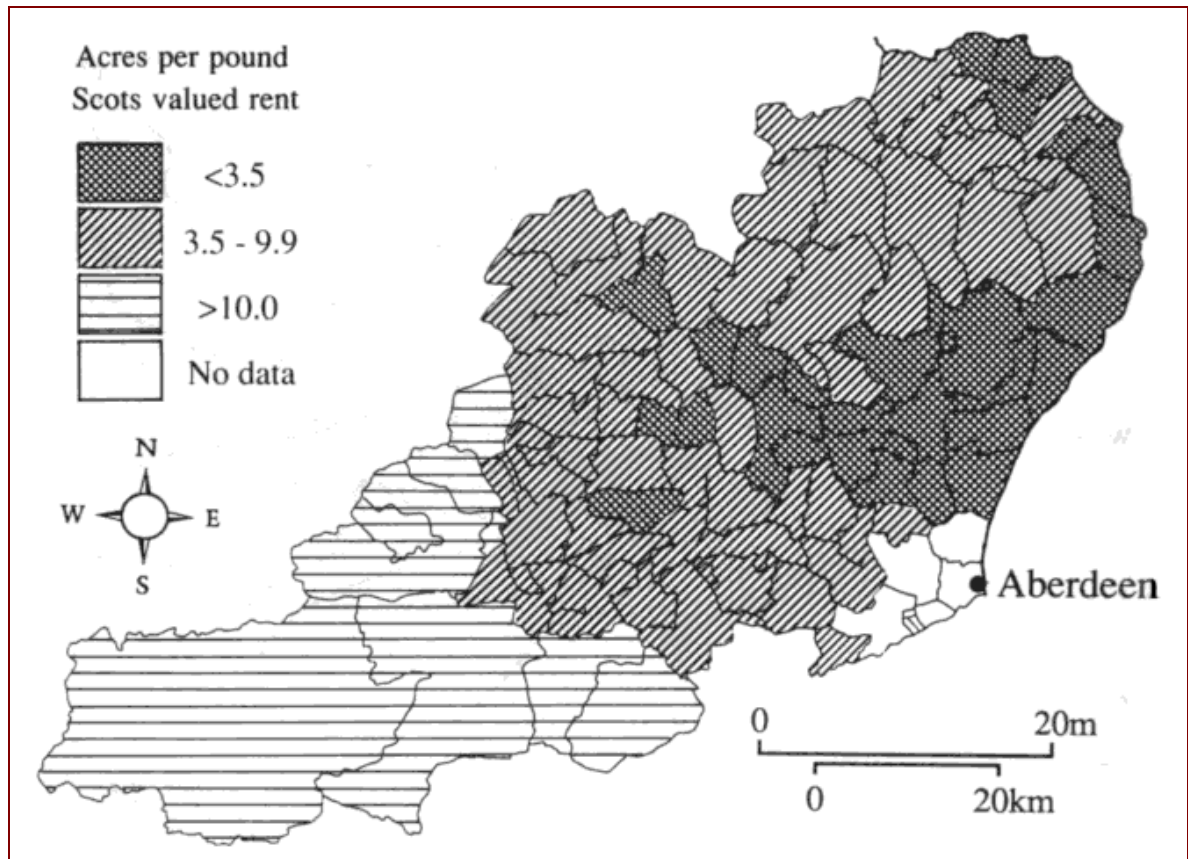 Acres per pound
Scots valued rent
<3.5
3.5 - 9.9
>10.0
No data
N
W E
S
Aberdeen
0 20m
0 20km